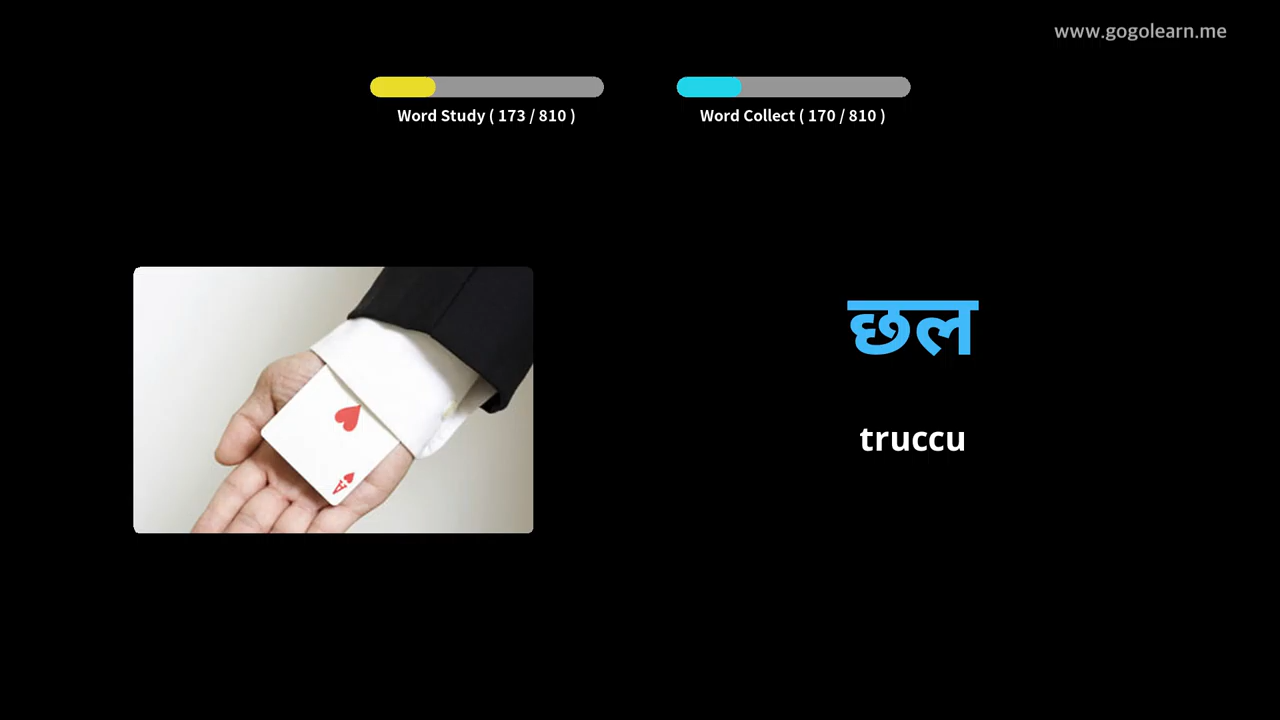 www.gogolearn.me
Word Study ( 173 / 810 )
Word Collect ( 170 / 810 )
A
छल
truccu